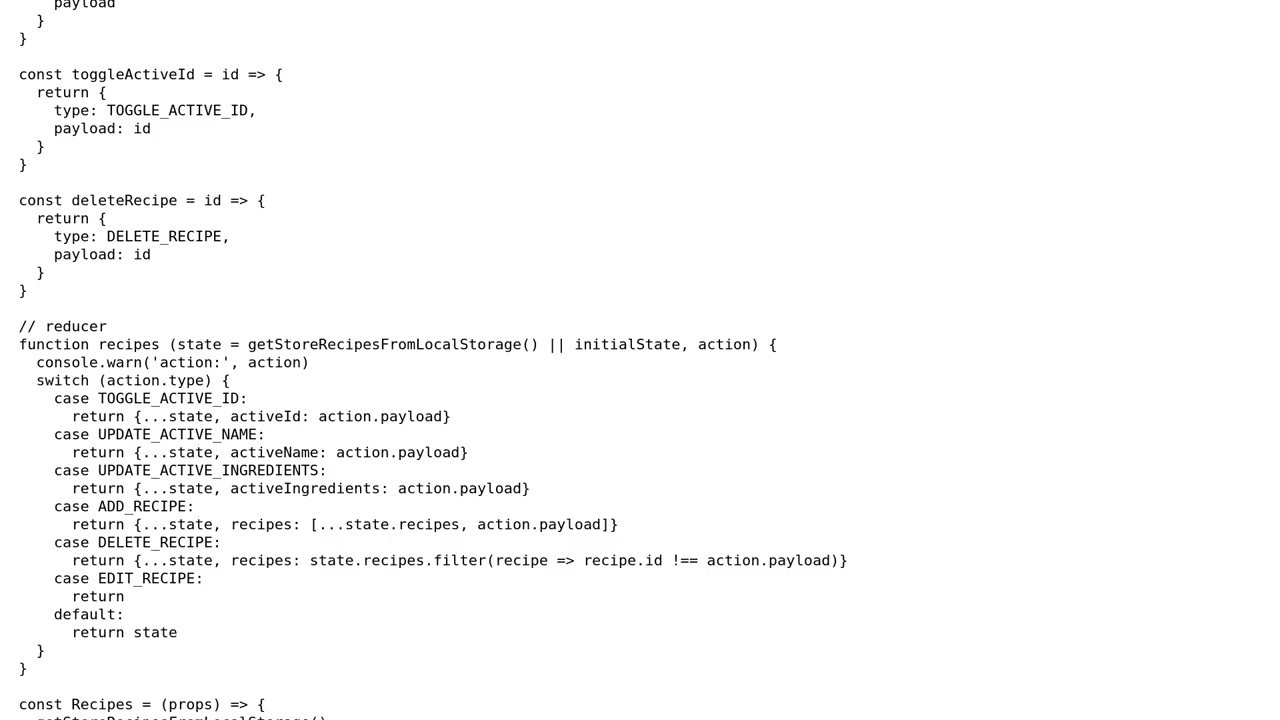 payload
  }
}

const toggleActiveId = id => {
  return {
    type: TOGGLE_ACTIVE_ID,
    payload: id
  }
}

const deleteRecipe = id => {
  return {
    type: DELETE_RECIPE,
    payload: id
  }
}

// reducer
function recipes (state = getStoreRecipesFromLocalStorage() || initialState, action) {
  console.warn('action:', action)
  switch (action.type) {
    case TOGGLE_ACTIVE_ID:
      return {...state, activeId: action.payload}
    case UPDATE_ACTIVE_NAME:
      return {...state, activeName: action.payload}
    case UPDATE_ACTIVE_INGREDIENTS:
      return {...state, activeIngredients: action.payload}
    case ADD_RECIPE:
      return {...state, recipes: [...state.recipes, action.payload]}
    case DELETE_RECIPE:
      return {...state, recipes: state.recipes.filter(recipe => recipe.id !== action.payload)}
    case EDIT_RECIPE:
      return
    default:
      return state
  }
}

const Recipes = (props) => {
  getStoreRecipesFromLocalStorage()